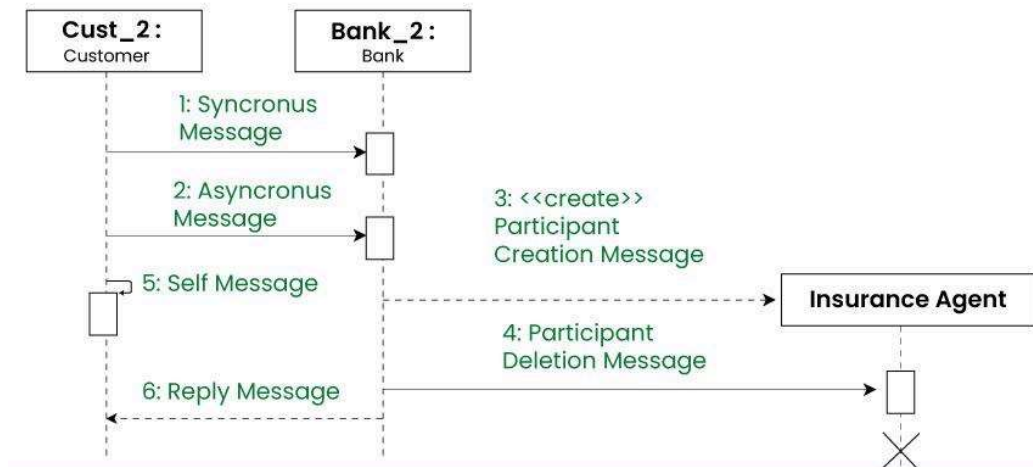 Cust_2:
Customer
Bank_2:
Bank
1: Syncronus
Message
2: Asyncronus
Message
3: <<create>>
Participant
Creation Message
5: Self Message
Insurance Agent
4: Participant
Deletion Message
6: Reply Message